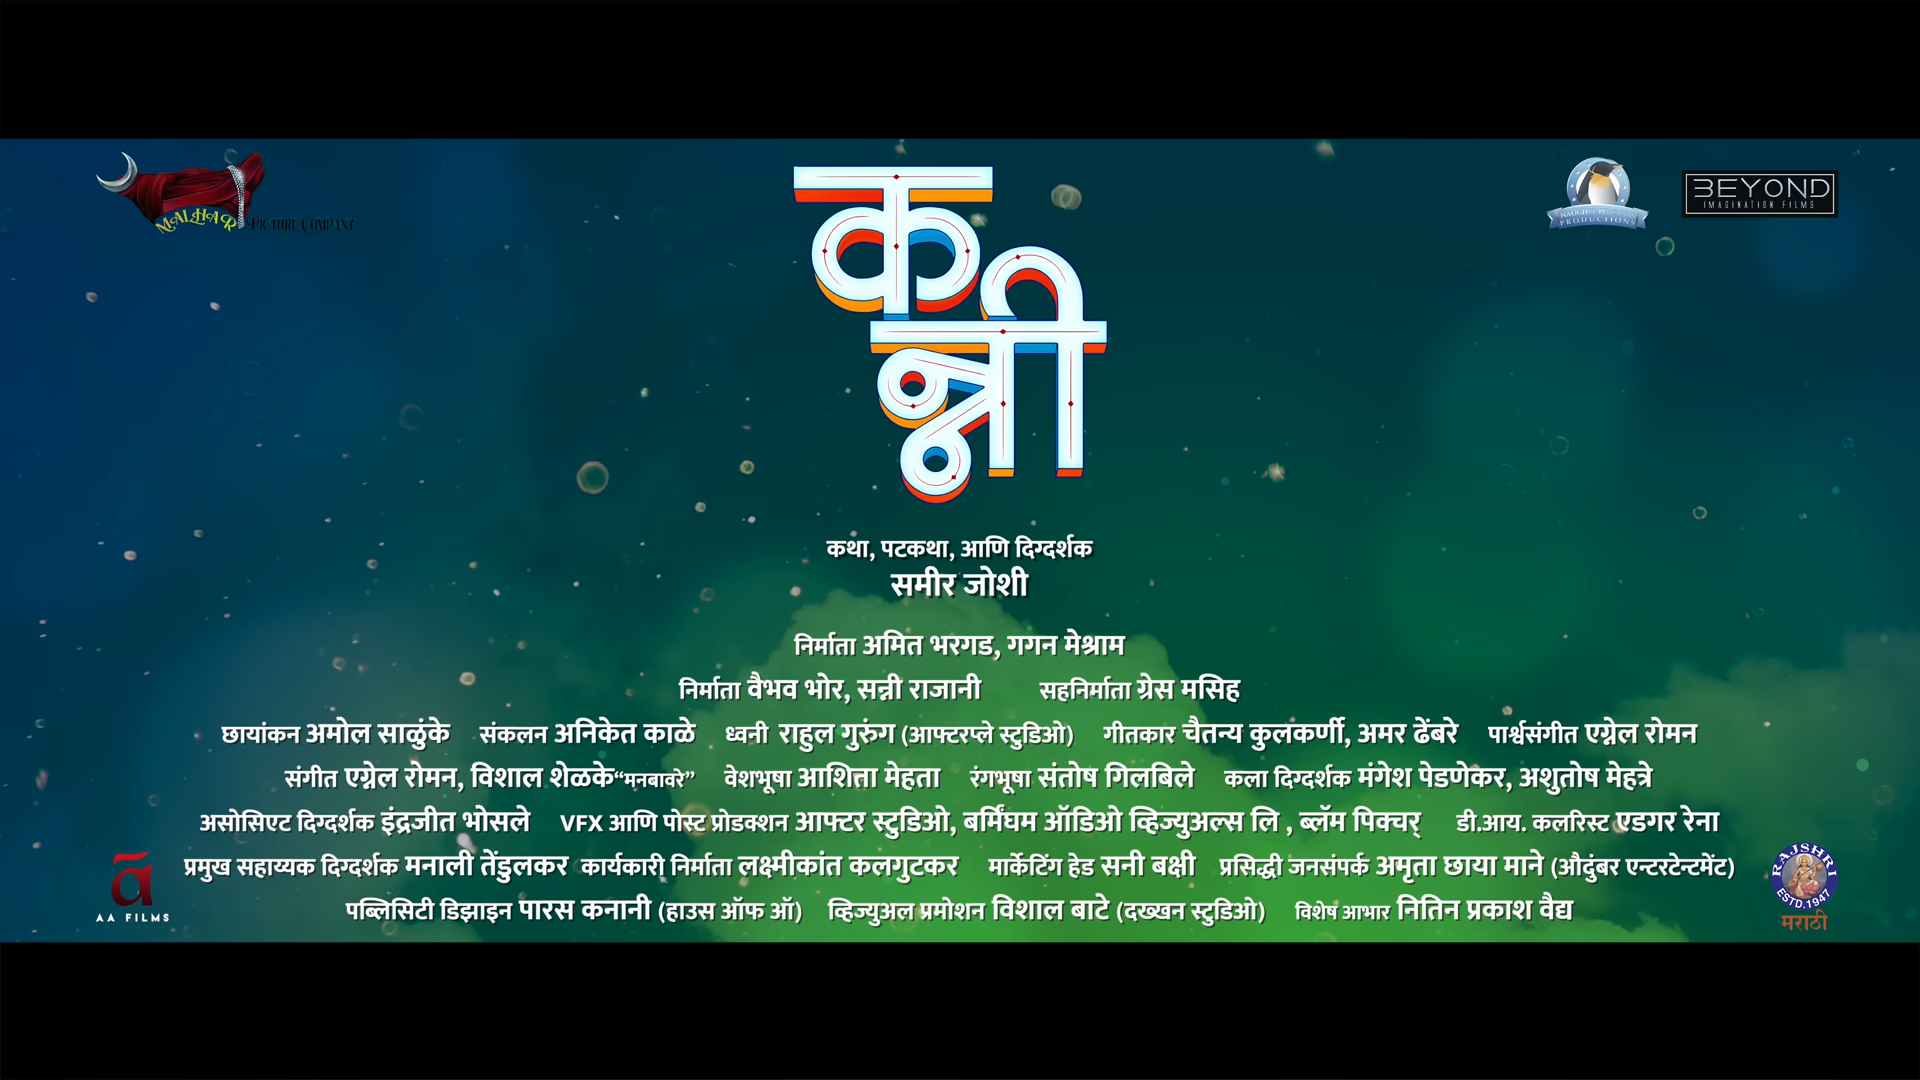 MALHAR PICTURE COMPANY
NAUGHTY PENGUINS
PRODUCTIONS
BEYOND
IMAGINATION FILMS
कन्नी
कथा, पटकथा, आणि दिग्दर्शक
समीर जोशी
निर्माता अमित भरगड, गगन मेश्राम
निर्माता वैभव भोर, सन्नी राजानी सहनिर्माता ग्रेस मसिह
छायांकन अमोल साळुंके संकलन अनिकेत काळे ध्वनी राहुल गुरुंग (आफ्टरप्ले स्टुडिओ) गीतकार चैतन्य कुलकर्णी, अमर ढेंबरे पार्श्वसंगीत एग्नेल रोमन
संगीत एग्नेल रोमन, विशाल शेळके“मनबावरे” वेशभूषा आशिता मेहता रंगभूषा संतोष गिलबिले कला दिग्दर्शक मंगेश पेडणेकर, अशुतोष मेहत्रे
असोसिएट दिग्दर्शक इंद्रजीत भोसले VFX आणि पोस्ट प्रोडक्शन आफ्टर स्टुडिओ, बर्मिंघम ऑडिओ व्हिज्युअल्स लि , ब्लॅम पिक्चर् डी.आय. कलरिस्ट एडगर रेना
प्रमुख सहाय्यक दिग्दर्शक मनाली तेंडुलकर कार्यकारी निर्माता लक्ष्मीकांत कलगुटकर मार्केटिंग हेड सनी बक्षी प्रसिद्धी जनसंपर्क अमृता छाया माने (औदुंबर एन्टरटेन्टमेंट)
पब्लिसिटी डिझाइन पारस कनानी (हाउस ऑफ ऑ) व्हिज्युअल प्रमोशन विशाल बाटे (दख्खन स्टुडिओ) विशेष आभार नितिन प्रकाश वैद्य
ā
AA FILMS
RAJSHRI
ESTD.1947
मराठी